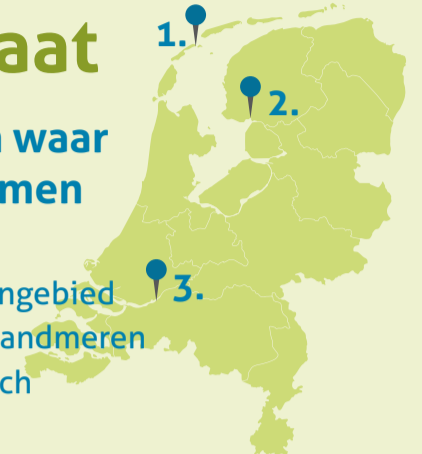 aat
1.
2.
waar
men
3.
ngebied
andmeren
ch